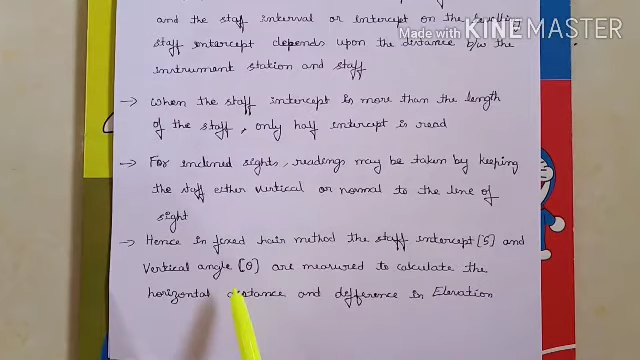 and the staff interval or intercept on the levelling
Made with KINEMASTER
staff intercept depends upon the distance b/w the
instrument station and staff
→ When the staff intercept is more than the length
of the staff, only half intercept is read
→ For inclined sights, readings may be taken by keeping
the staff either vertical or normal to the line of
sight
→ Hence in fixed hair method the staff intercept [S] and
vertical angle [θ] are measured to calculate the
horizontal distance and difference in Elevation